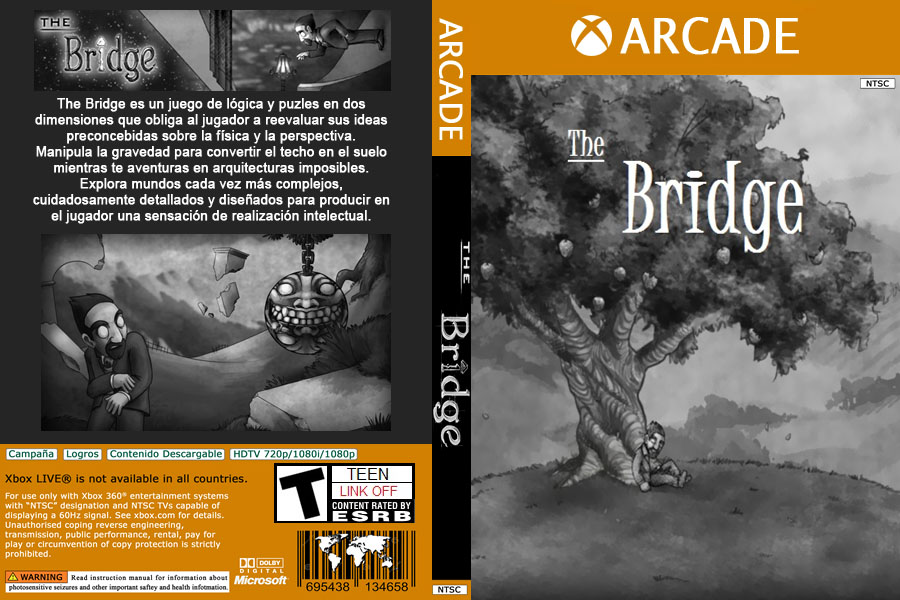 THE
Bridge
The Bridge es un juego de lógica y puzles en dos
dimensiones que obliga al jugador a reevaluar sus ideas
preconcebidas sobre la física y la perspectiva.
Manipula la gravedad para convertir el techo en el suelo
mientras te aventuras en arquitecturas imposibles.
Explora mundos cada vez más complejos,
cuidadosamente detallados y diseñados para producir en
el jugador una sensación de realización intelectual.
Campaña
Logros
Contenido Descargable
HDTV 720p/1080i/1080p
Xbox LIVE® is not available in all countries.
For use only with Xbox 360® entertainment systems
with “NTSC” designation and NTSC TVs capable of
displaying a 60Hz signal. See xbox.com for details.
Unauthorised coping reverse engineering,
transmission, public performance, rental, pay for
play or circumvention of copy protection is strictly
prohibited.
WARNING
Read instruction manual for information about
photosensitive seizures and other important saftey and health infotmation.
DOLBY
DIGITAL
Microsoft®
T
TEEN
LINK OFF
CONTENT RATED BY
ESRB
695438 134658
ARCADE
THE
Bridge
NTSC
ARCADE
NTSC
The
Bridge